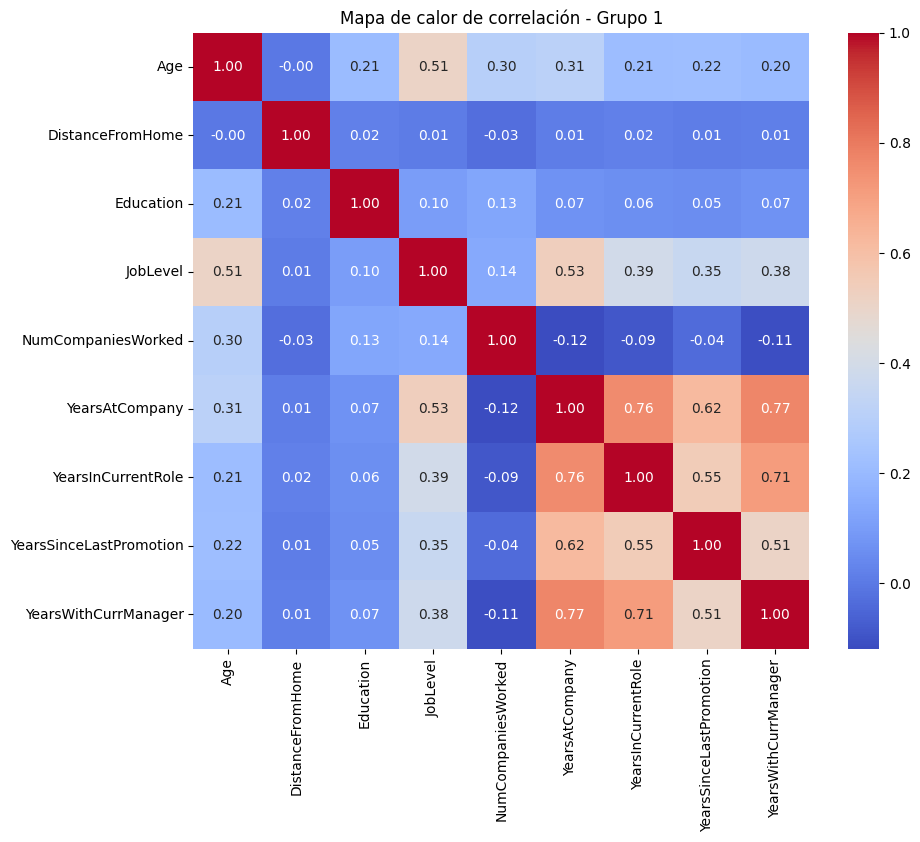 Mapa de calor de correlación - Grupo 1
Age 1.00 -0.00 0.21 0.51 0.30 0.31 0.21 0.22 0.20
DistanceFromHome -0.00 1.00 0.02 0.01 -0.03 0.01 0.02 0.01 0.01
Education 0.21 0.02 1.00 0.10 0.13 0.07 0.06 0.05 0.07
JobLevel 0.51 0.01 0.10 1.00 0.14 0.53 0.39 0.35 0.38
NumCompaniesWorked 0.30 -0.03 0.13 0.14 1.00 -0.12 -0.09 -0.04 -0.11
YearsAtCompany 0.31 0.01 0.07 0.53 -0.12 1.00 0.76 0.62 0.77
YearsInCurrentRole 0.21 0.02 0.06 0.39 -0.09 0.76 1.00 0.55 0.71
YearsSinceLastPromotion 0.22 0.01 0.05 0.35 -0.04 0.62 0.55 1.00 0.51
YearsWithCurrManager 0.20 0.01 0.07 0.38 -0.11 0.77 0.71 0.51 1.00
Age
DistanceFromHome
Education
JobLevel
NumCompaniesWorked
YearsAtCompany
YearsInCurrentRole
YearsSinceLastPromotion
YearsWithCurrManager
1.0
0.8
0.6
0.4
0.2
0.0